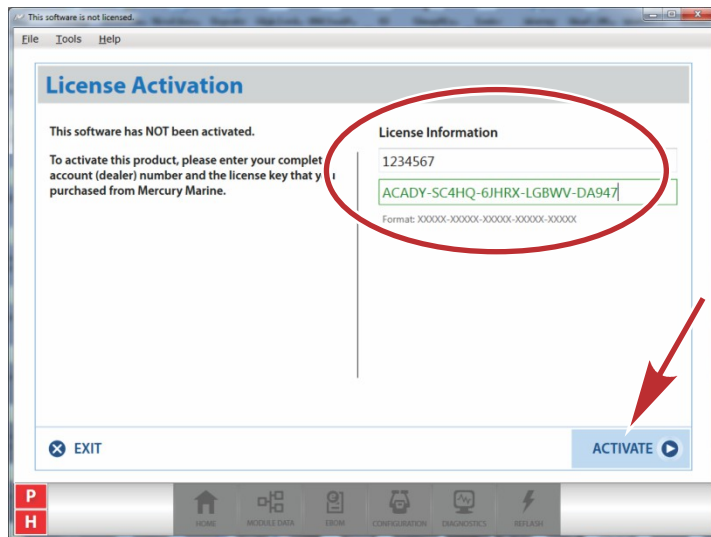 This software is not licensed.
File Tools Help
License Activation
This software has NOT been activated.
To activate this product, please enter your complet
account (dealer) number and the license key that y
purchased from Mercury Marine.
License Information
1234567
ACADY-SC4HQ-6JHRX-LGBWV-DA947
Format: XXXXX-XXXXX-XXXXX-XXXXX-XXXXX
EXIT
ACTIVATE
P
H
HOME
MODULE DATA
EBOM
CONFIGURATION
DIAGNOSTICS
REFLASH